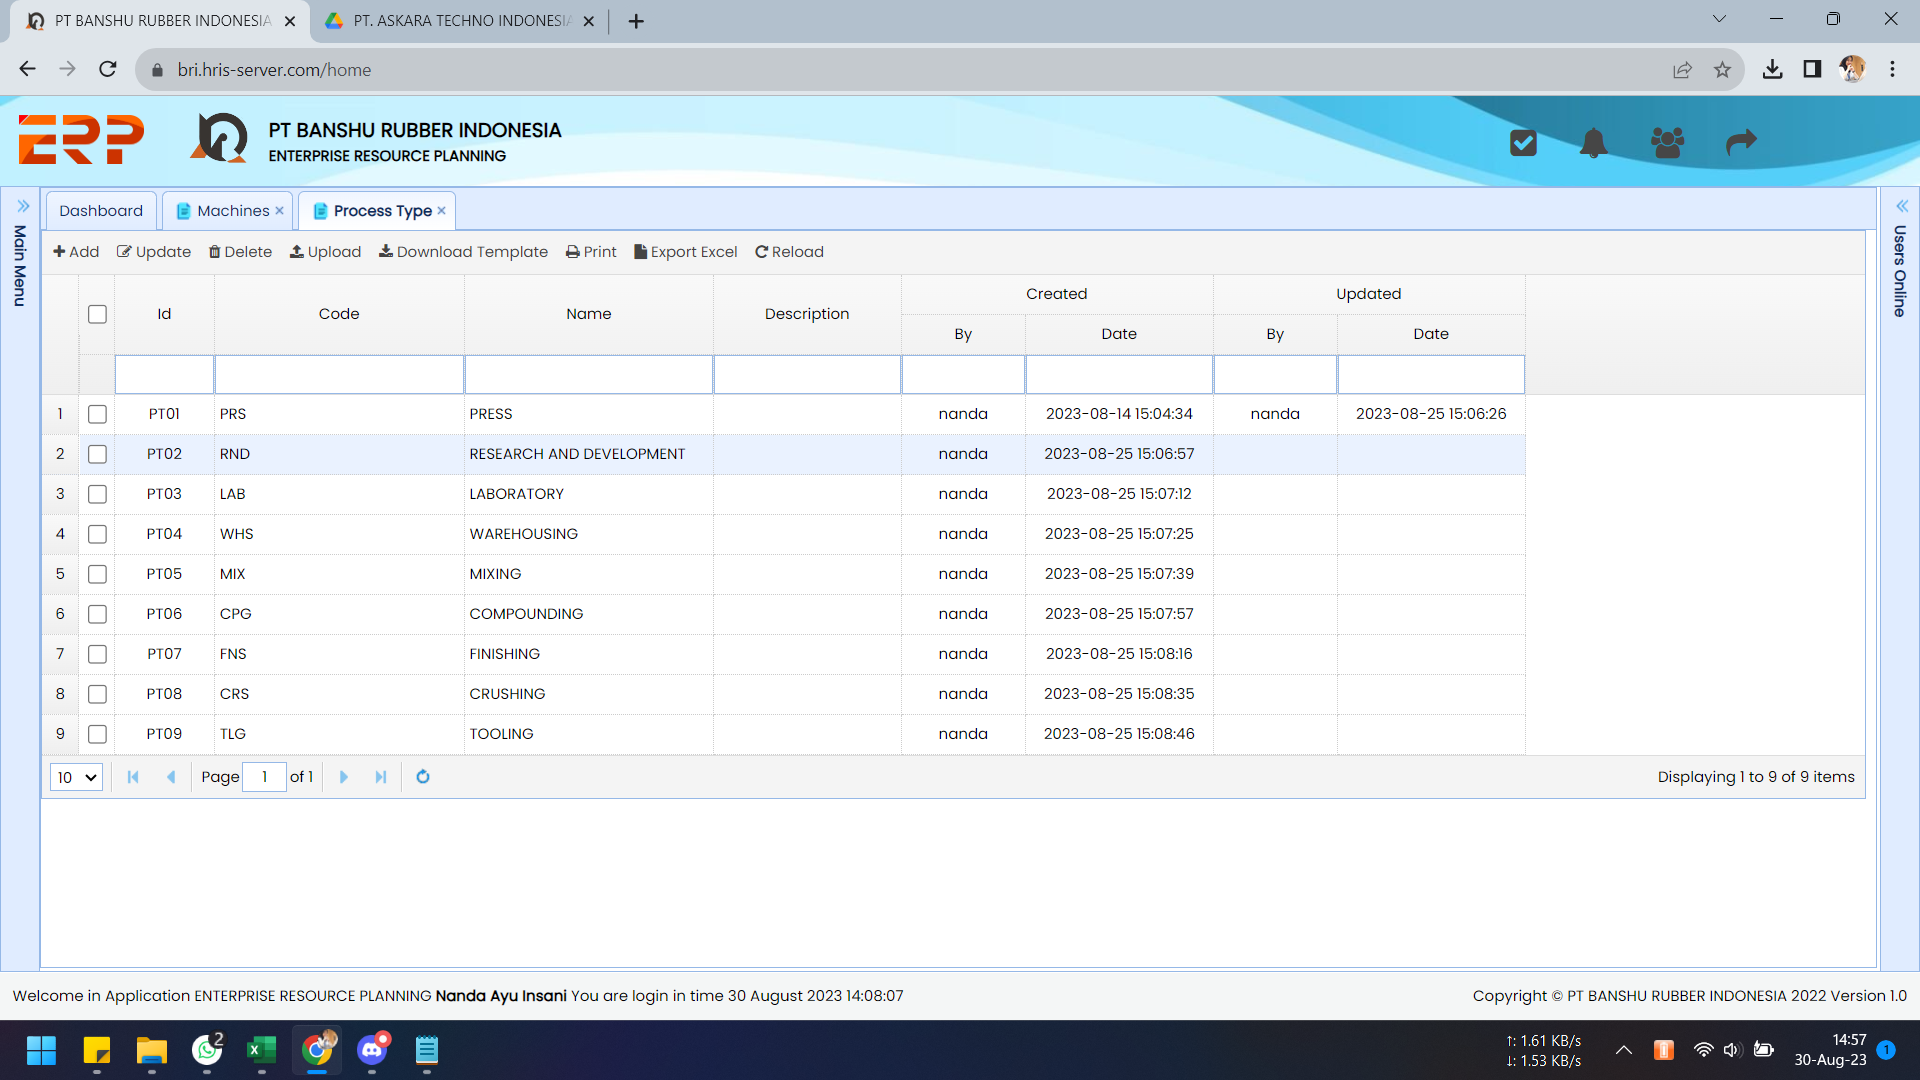 PT BANSHU RUBBER INDONESIA
PT. ASKARA TECHNO INDONESIA
bri.hris-server.com/home
ERP
PT BANSHU RUBBER INDONESIA
ENTERPRISE RESOURCE PLANNING
Main Menu
Users Online
Dashboard Machines Process Type
Add Update Delete Upload Download Template Print Export Excel Reload
Id Code Name Description Created Updated
By Date By Date
1 PT01 PRS PRESS nanda 2023-08-14 15:04:34 nanda 2023-08-25 15:06:26
2 PT02 RND RESEARCH AND DEVELOPMENT nanda 2023-08-25 15:06:57
3 PT03 LAB LABORATORY nanda 2023-08-25 15:07:12
4 PT04 WHS WAREHOUSING nanda 2023-08-25 15:07:25
5 PT05 MIX MIXING nanda 2023-08-25 15:07:39
6 PT06 CPG COMPOUNDING nanda 2023-08-25 15:07:57
7 PT07 FNS FINISHING nanda 2023-08-25 15:08:16
8 PT08 CRS CRUSHING nanda 2023-08-25 15:08:35
9 PT09 TLG TOOLING nanda 2023-08-25 15:08:46
10 Page 1 of 1 Displaying 1 to 9 of 9 items
Welcome in Application ENTERPRISE RESOURCE PLANNING Nanda Ayu Insani You are login in time 30 August 2023 14:08:07
Copyright © PT BANSHU RUBBER INDONESIA 2022 Version 1.0
2
↑: 1.61 KB/s
↓: 1.53 KB/s
14:57
30-Aug-23
1